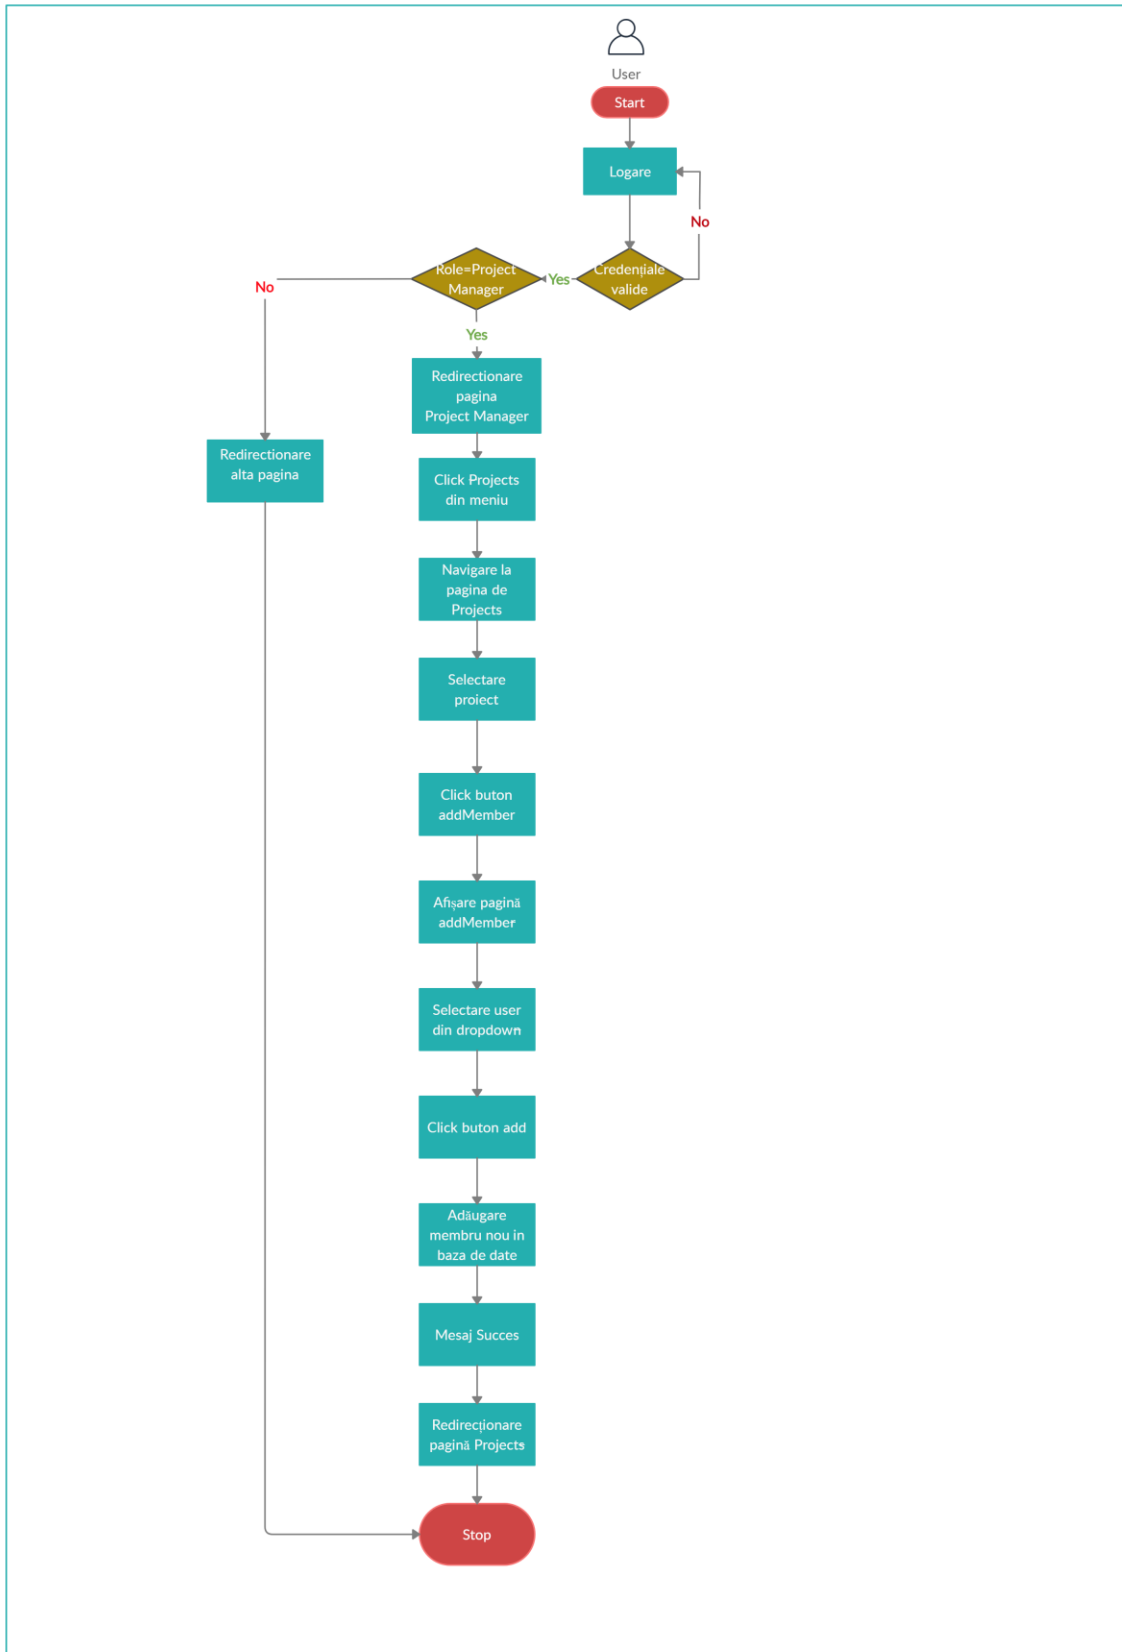 User
Start
Logare
No
Credențiale
valide
Yes
Role=Project
Manager
No
Yes
Redirectionare
pagina
Project Manager
Redirectionare
alta pagina
Click Projects
din meniu
Navigare la
pagina de
Projects
Selectare
proiect
Click buton
addMember
Afișare pagină
addMember
Selectare user
din dropdown
Click buton add
Adăugare
membru nou in
baza de date
Mesaj Succes
Redirecționare
pagină Projects
Stop